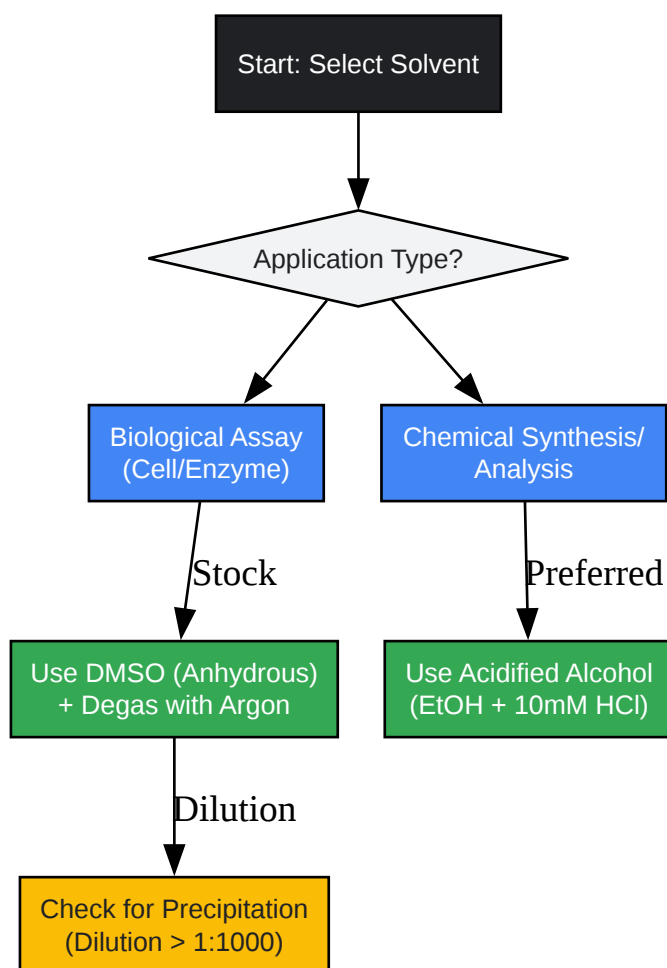 Start: Select Solvent
Application Type?
Biological Assay
(Cell/Enzyme)
Chemical Synthesis/
Analysis
Stock
Preferred
Use DMSO (Anhydrous)
+ Degas with Argon
Use Acidified Alcohol
(EtOH + 10mM HCl)
Dilution
Check for Precipitation
(Dilution > 1:1000)